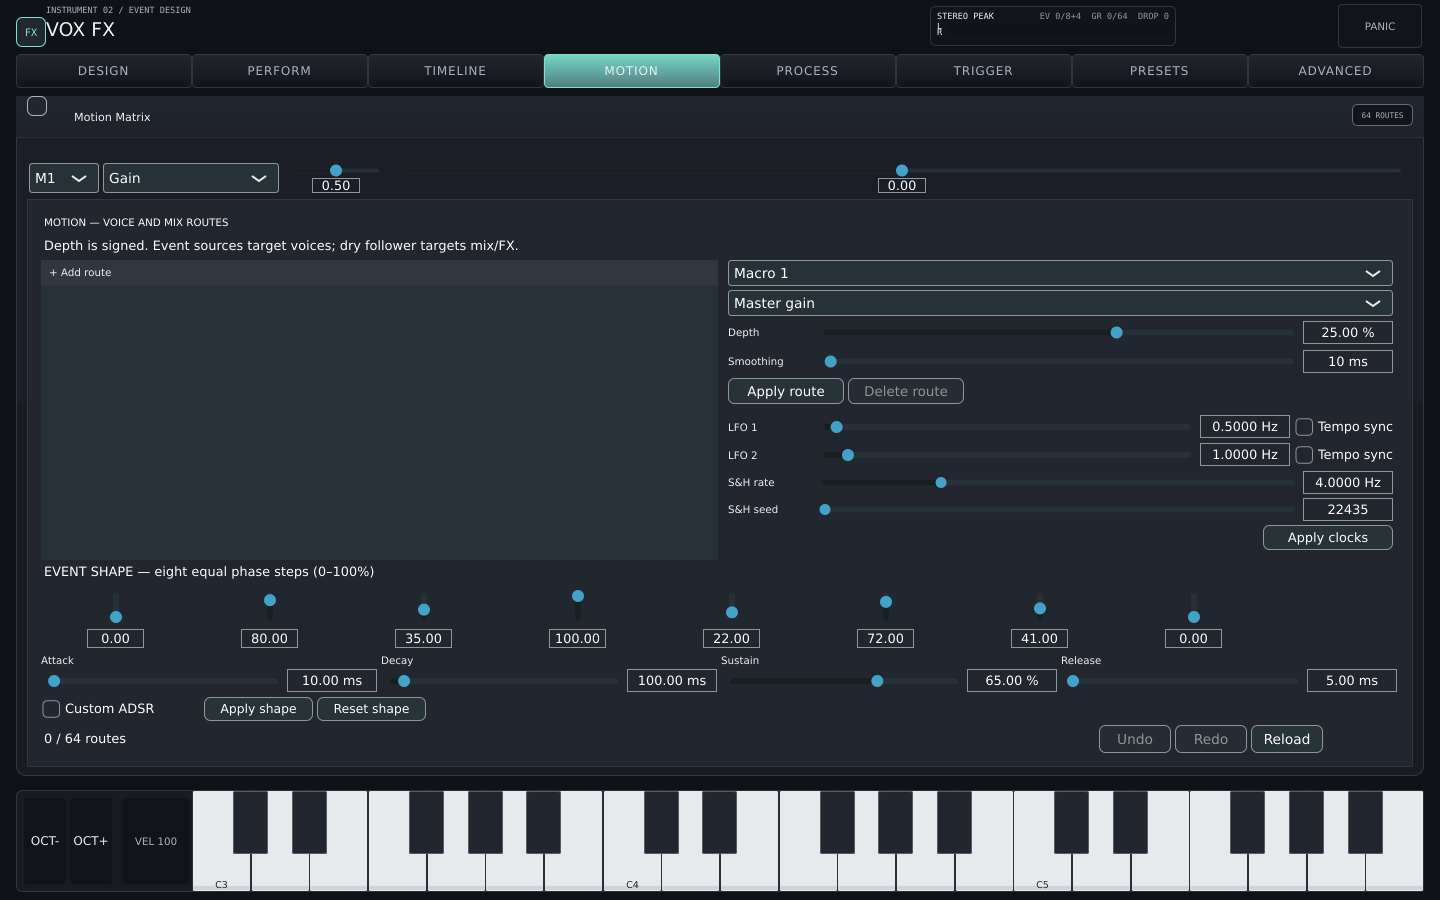 INSTRUMENT 02 / EVENT DESIGN
FX VOX FX
STEREO PEAK EV 0/8+4 GR 0/64 DROP 0
L
R
PANIC
DESIGN PERFORM TIMELINE MOTION PROCESS TRIGGER PRESETS ADVANCED
Motion Matrix 64 ROUTES
M1 Gain 0.50 0.00
MOTION — VOICE AND MIX ROUTES
Depth is signed. Event sources target voices; dry follower targets mix/FX.
+ Add route
Macro 1
Master gain
Depth 25.00 %
Smoothing 10 ms
Apply route Delete route
LFO 1 0.5000 Hz Tempo sync
LFO 2 1.0000 Hz Tempo sync
S&H rate 4.0000 Hz
S&H seed 22435
Apply clocks
EVENT SHAPE — eight equal phase steps (0–100%)
0.00 80.00 35.00 100.00 22.00 72.00 41.00 0.00
Attack Decay Sustain Release
10.00 ms 100.00 ms 65.00 % 5.00 ms
Custom ADSR Apply shape Reset shape
0 / 64 routes Undo Redo Reload
OCT- OCT+ VEL 100
C3 C4 C5